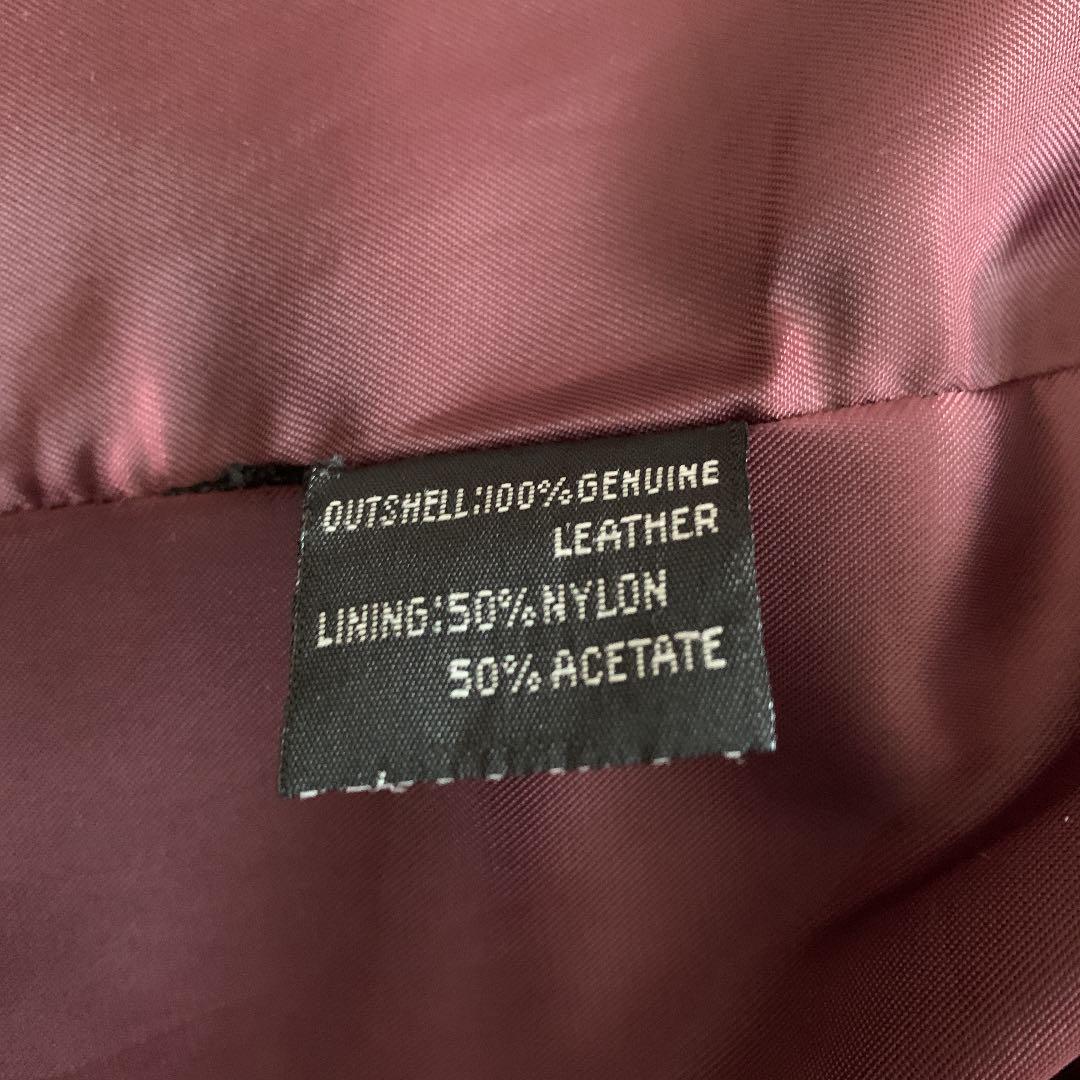 OUTSHELL:100%GENUINE
LEATHER
LINING:50%NYLON
50%ACETATE